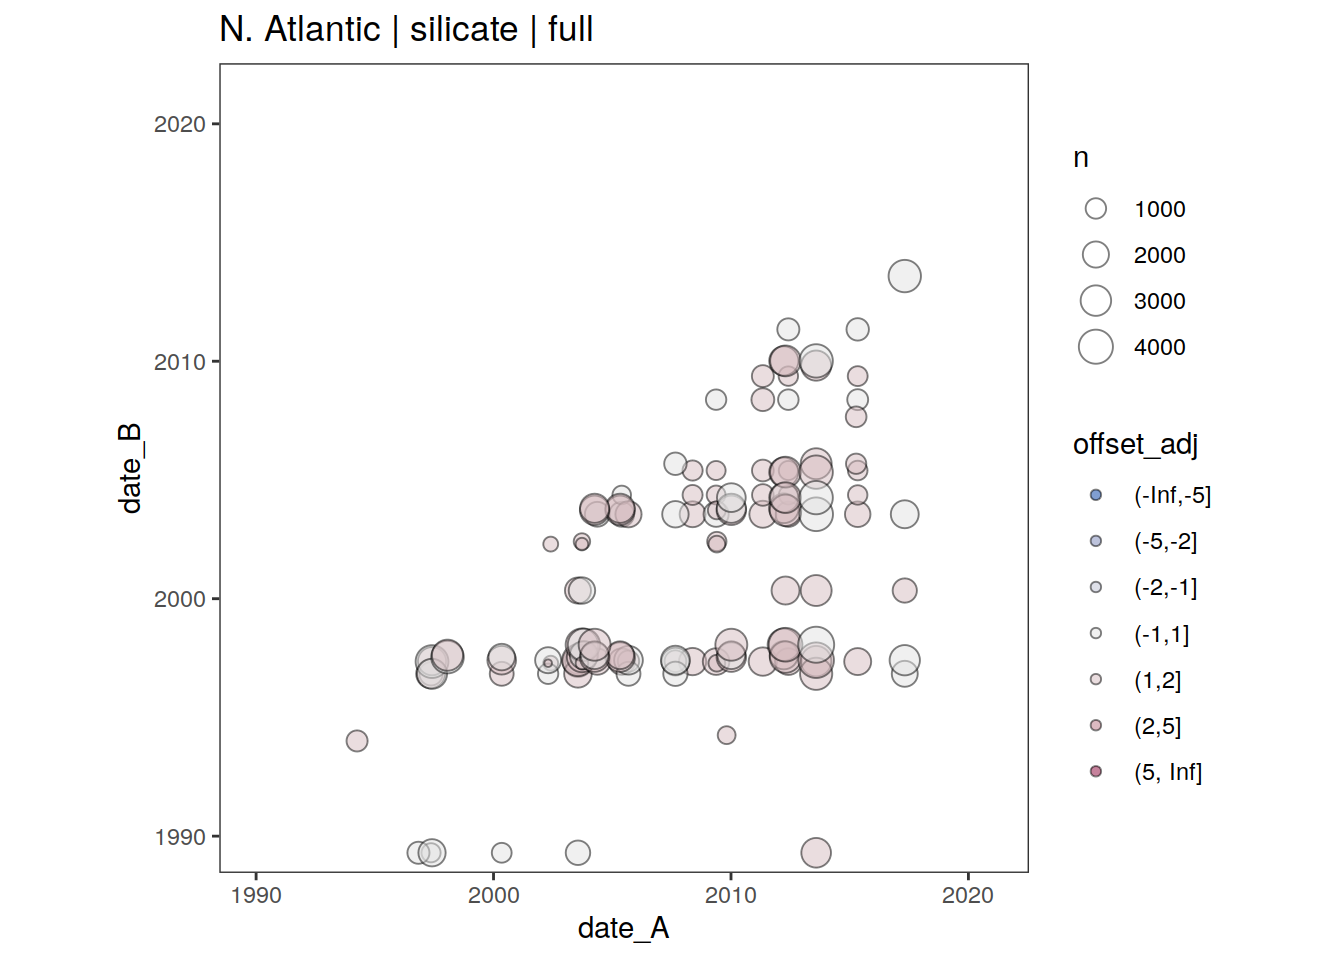 N. Atlantic | silicate | full
2020
2010
2000
1990
date_B
1990
2000
2010
2020
date_A
n
1000
2000
3000
4000
offset_adj
(-Inf,-5]
(-5,-2]
(-2,-1]
(-1,1]
(1,2]
(2,5]
(5, Inf]